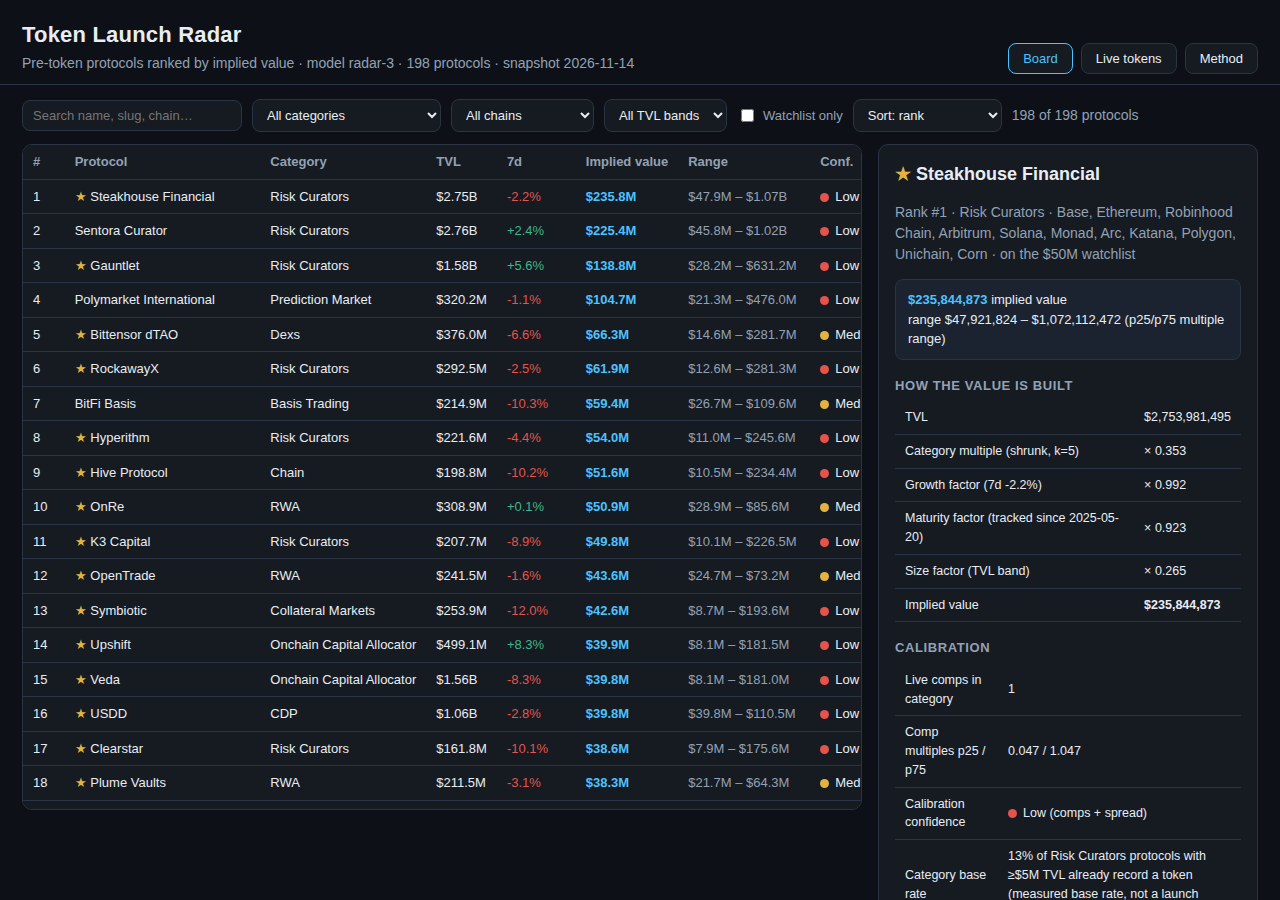 Token Launch Radar
Pre-token protocols ranked by implied value · model radar-3 · 198 protocols · snapshot 2026-11-14
Board
Live tokens
Method
Search name, slug, chain…
All categories
All chains
All TVL bands
Watchlist only
Sort: rank
198 of 198 protocols
# Protocol Category TVL 7d Implied value Range Conf.
1 ★ Steakhouse Financial Risk Curators $2.75B -2.2% $235.8M $47.9M – $1.07B Low
2 Sentora Curator Risk Curators $2.76B +2.4% $225.4M $45.8M – $1.02B Low
3 ★ Gauntlet Risk Curators $1.58B +5.6% $138.8M $28.2M – $631.2M Low
4 Polymarket International Prediction Market $320.2M -1.1% $104.7M $21.3M – $476.0M Low
5 ★ Bittensor dTAO Dexs $376.0M -6.6% $66.3M $14.6M – $281.7M Med
6 ★ RockawayX Risk Curators $292.5M -2.5% $61.9M $12.6M – $281.3M Low
7 BitFi Basis Basis Trading $214.9M -10.3% $59.4M $26.7M – $109.6M Med
8 ★ Hyperithm Risk Curators $221.6M -4.4% $54.0M $11.0M – $245.6M Low
9 ★ Hive Protocol Chain $198.8M -10.2% $51.6M $10.5M – $234.4M Low
10 ★ OnRe RWA $308.9M +0.1% $50.9M $28.9M – $85.6M Med
11 ★ K3 Capital Risk Curators $207.7M -8.9% $49.8M $10.1M – $226.5M Low
12 ★ OpenTrade RWA $241.5M -1.6% $43.6M $24.7M – $73.2M Med
13 ★ Symbiotic Collateral Markets $253.9M -12.0% $42.6M $8.7M – $193.6M Low
14 ★ Upshift Onchain Capital Allocator $499.1M +8.3% $39.9M $8.1M – $181.5M Low
15 ★ Veda Onchain Capital Allocator $1.56B -8.3% $39.8M $8.1M – $181.0M Low
16 ★ USDD CDP $1.06B -2.8% $39.8M $39.8M – $110.5M Low
17 ★ Clearstar Risk Curators $161.8M -10.1% $38.6M $7.9M – $175.6M Low
18 ★ Plume Vaults RWA $211.5M -3.1% $38.3M $21.7M – $64.3M Med
★ Steakhouse Financial
Rank #1 · Risk Curators · Base, Ethereum, Robinhood
Chain, Arbitrum, Solana, Monad, Arc, Katana, Polygon,
Unichain, Corn · on the $50M watchlist
$235,844,873 implied value
range $47,921,824 – $1,072,112,472 (p25/p75 multiple
range)
HOW THE VALUE IS BUILT
TVL $2,753,981,495
Category multiple (shrunk, k=5) × 0.353
Growth factor (7d -2.2%) × 0.992
Maturity factor (tracked since 2025-05-
20) × 0.923
Size factor (TVL band) × 0.265
Implied value $235,844,873
CALIBRATION
Live comps in
category 1
Comp
multiples p25 /
p75 0.047 / 1.047
Calibration
confidence Low (comps + spread)
Category base
rate
13% of Risk Curators protocols with
≥$5M TVL already record a token
(measured base rate, not a launch